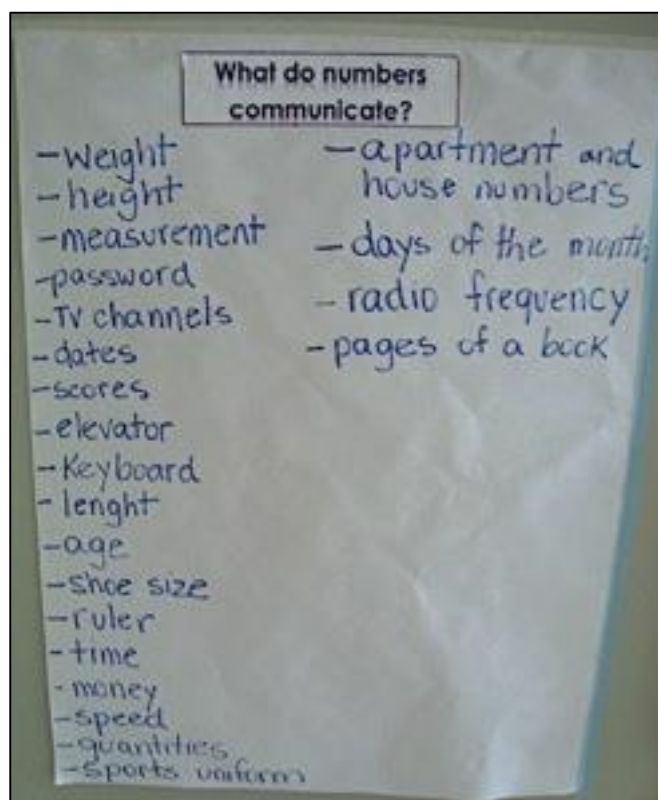 What do numbers
communicate?
-weight
-height
-measurement
-password
-TV channels
-dates
-scores
-elevator
-Keyboard
-lenght
-age
-shoe size
-ruler
-time
-money
-speed
-quantities
-sports uniform
-apartment and
house numbers
-days of the month
-radio frequency
-pages of a book